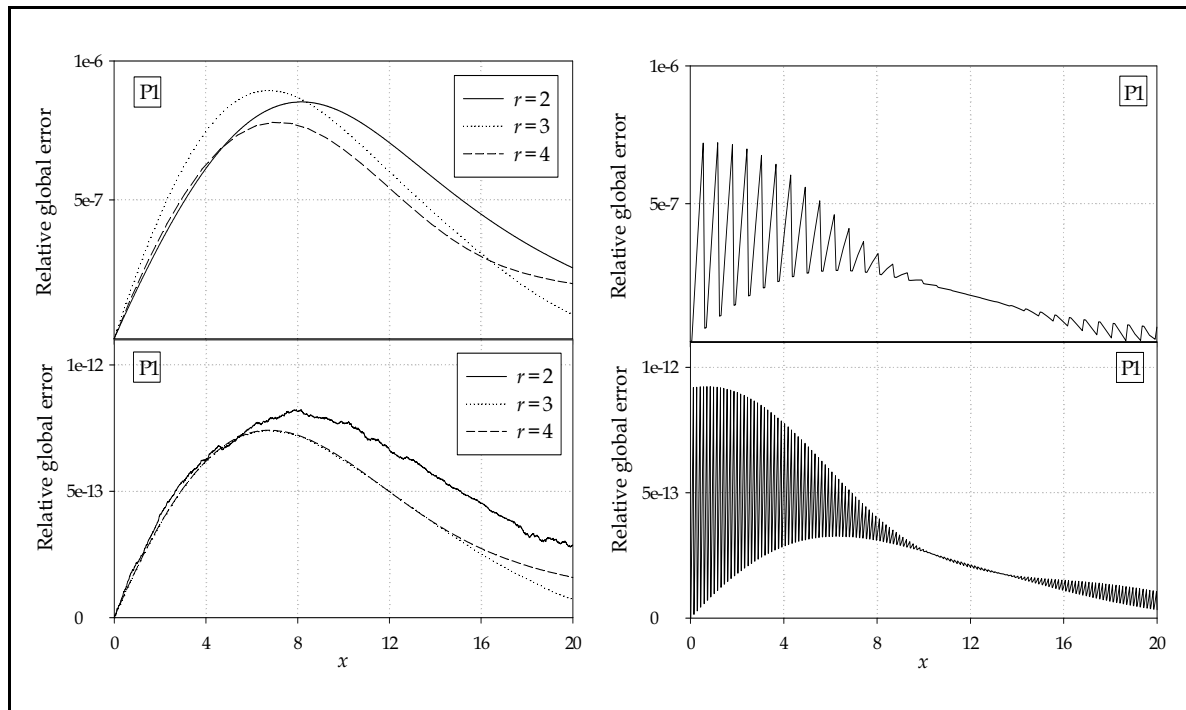 1e-6
P1
r=2
r=3
r=4
5e-7
Relative global error
1e-12
P1
r=2
r=3
r=4
5e-13
Relative global error
0
0 4 8 12 16 20
x
1e-6
P1
5e-7
Relative global error
1e-12
P1
5e-13
Relative global error
0
0 4 8 12 16 20
x